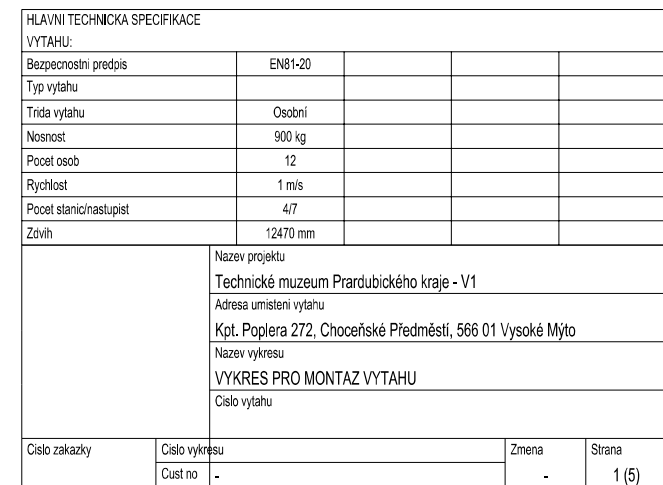 HLAVNI TECHNICKA SPECIFIKACE
VYTAHU:
Bezpecnostni predpis EN81-20
Typ vytahu
Trida vytahu Osobní
Nosnost 900 kg
Pocet osob 12
Rychlost 1 m/s
Pocet stanic/nastupist 4/7
Zdvih 12470 mm
Nazev projektu
Technické muzeum Prardubického kraje - V1
Adresa umisteni vytahu
Kpt. Poplera 272, Choceňské Předměstí, 566 01 Vysoké Mýto
Nazev vykresu
VYKRES PRO MONTAZ VYTAHU
Cislo vytahu
Cislo zakazky Cislo vykresu Zmena Strana
Cust no - - 1 (5)